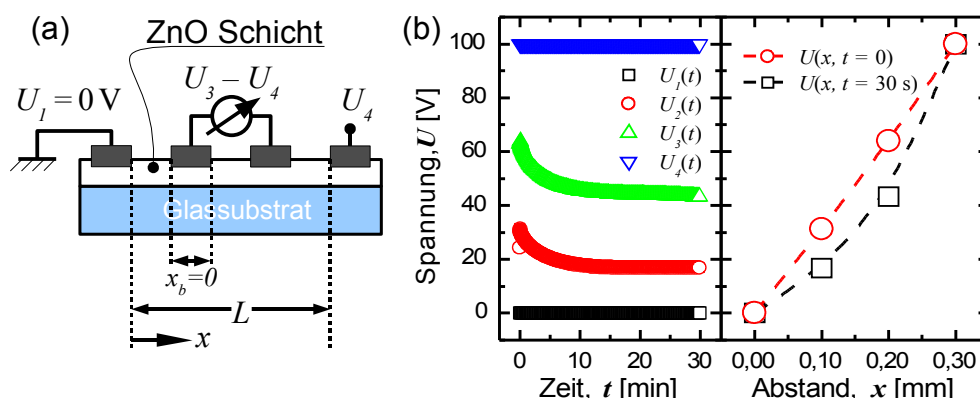 (a)
ZnO Schicht
U₁ = 0 V
U₃ – U₄
U₄
Glassubstrat
x_b=0
L
x
(b)
Spannung, U [V]
100
80
60
40
20
0
U₁(t)
U₂(t)
U₃(t)
U₄(t)
0 10 20 30
Zeit, t [min]
U(x, t = 0)
U(x, t = 30 s)
0,00 0,10 0,20 0,30
Abstand, x [mm]